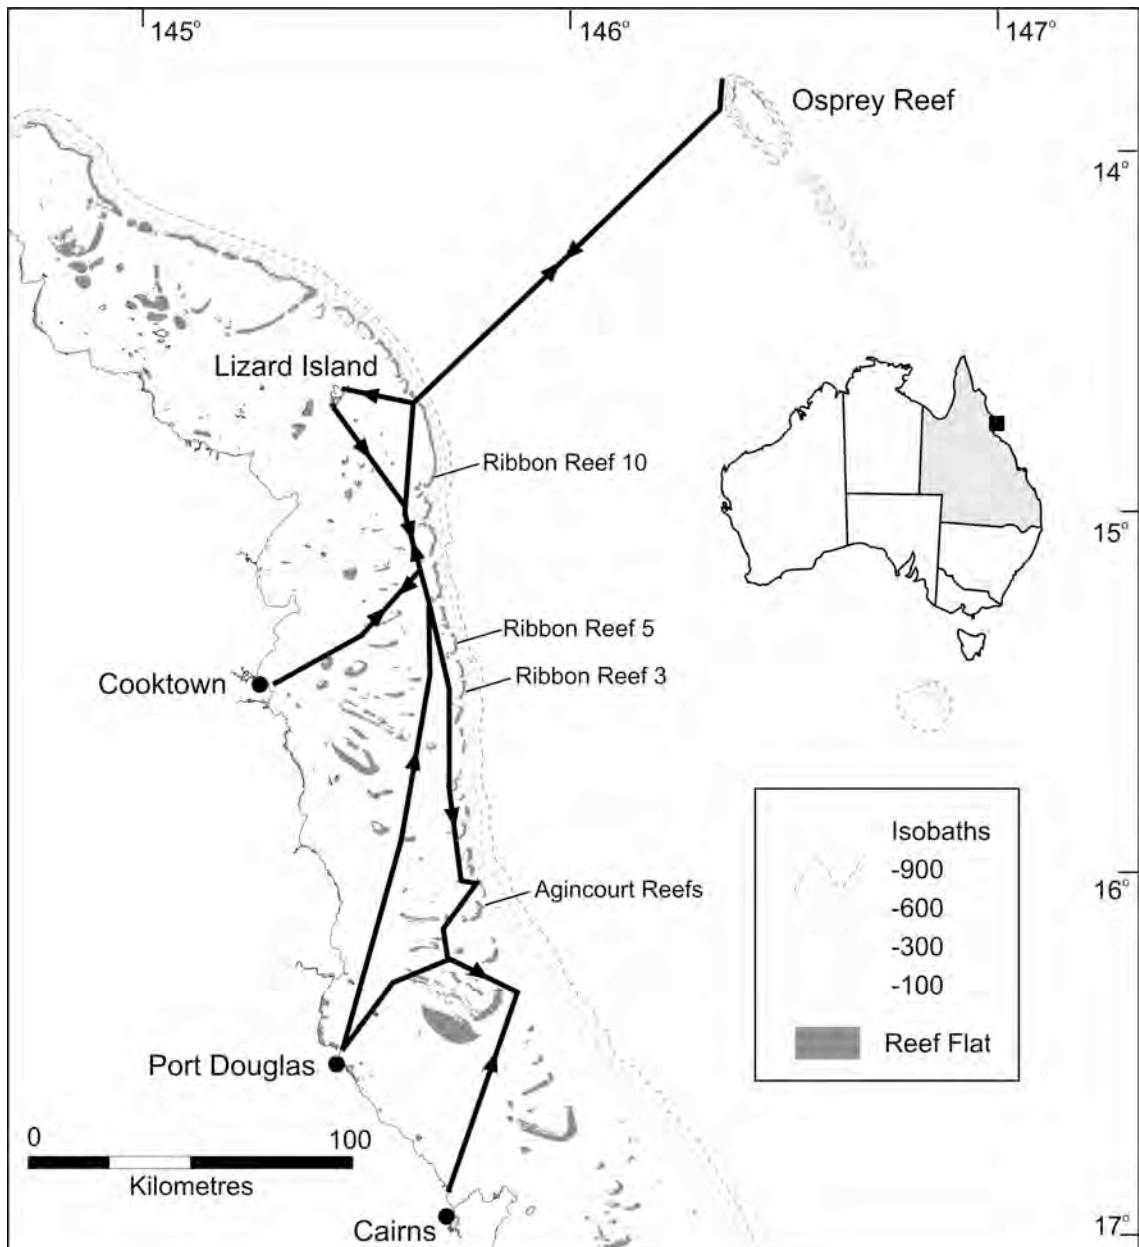 145°
146°
147°
Osprey Reef
14°
Lizard Island
Ribbon Reef 10
15°
Ribbon Reef 5
Ribbon Reef 3
Cooktown
Isobaths
-900
-600
-300
-100
Reef Flat
16°
Agincourt Reefs
Port Douglas
0
100
Kilometres
Cairns
17°